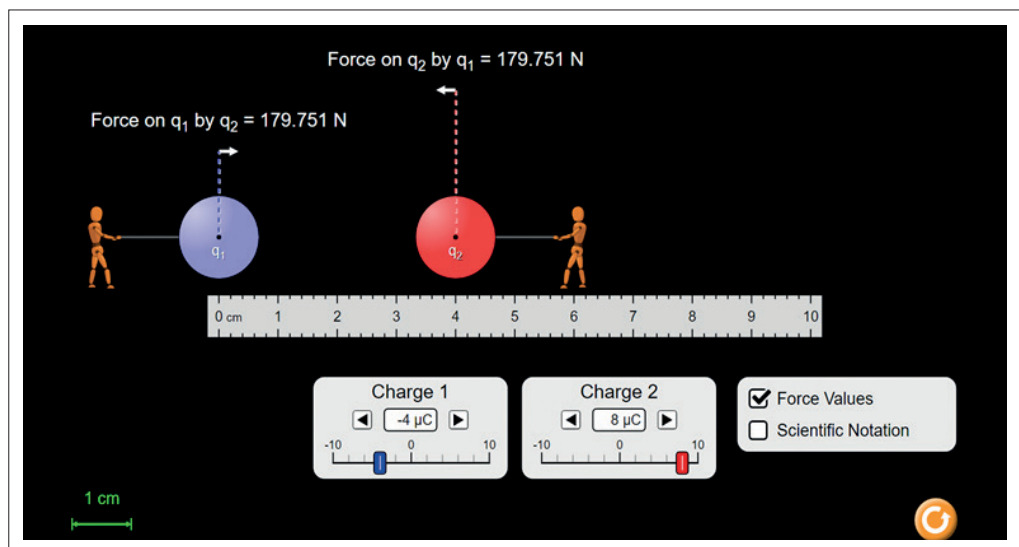 Force on q₂ by q₁ = 179.751 N
Force on q₁ by q₂ = 179.751 N
q₁
q₂
0 cm 1 2 3 4 5 6 7 8 9 10
Charge 1
-4 µC
-10 0 10
Charge 2
8 µC
-10 0 10
Force Values
Scientific Notation
1 cm